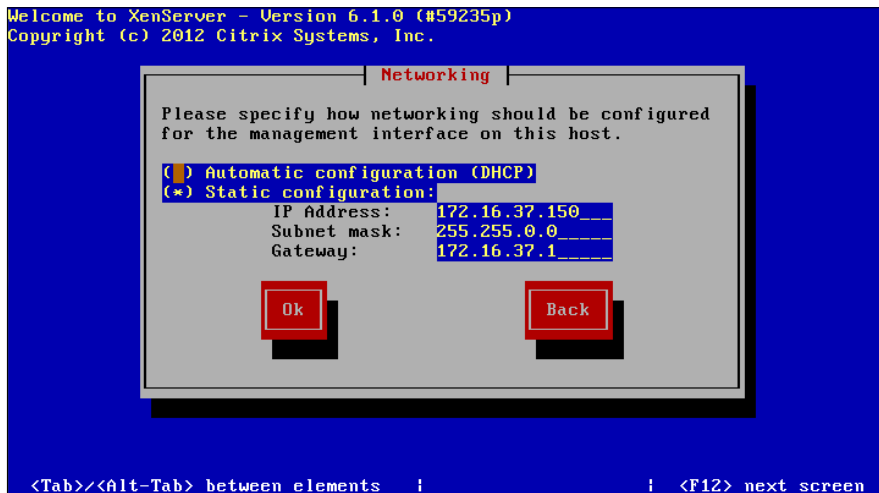 Welcome to XenServer - Version 6.1.0 (#59235p)
Copyright (c) 2012 Citrix Systems, Inc.
Networking
Please specify how networking should be configured
for the management interface on this host.
( ) Automatic configuration (DHCP)
(*) Static configuration:
IP Address: 172.16.37.150___
Subnet mask: 255.255.0.0_____
Gateway: 172.16.37.1_____
Ok Back
<Tab>/<Alt-Tab> between elements | | <F12> next screen